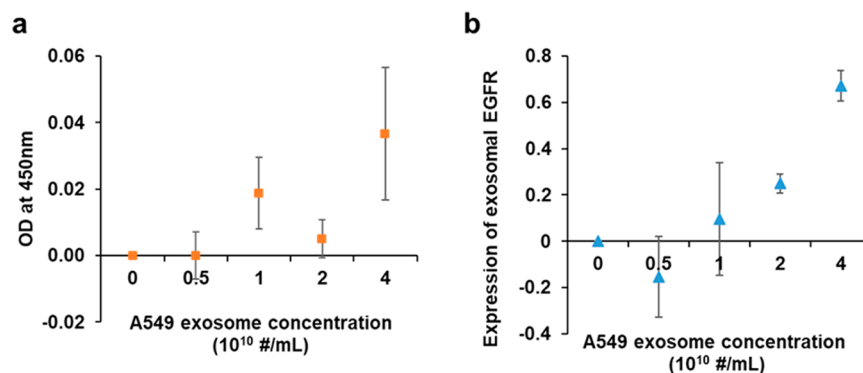 a
0.06
0.04
0.02
0.00
-0.02
OD at 450nm
0 0.5 1 2 4
A549 exosome concentration
(10¹⁰ #/mL)
b
0.8
0.6
0.4
0.2
0
-0.2
-0.4
Expression of exosomal EGFR
0 0.5 1 2 4
A549 exosome concentration
(10¹⁰ #/mL)